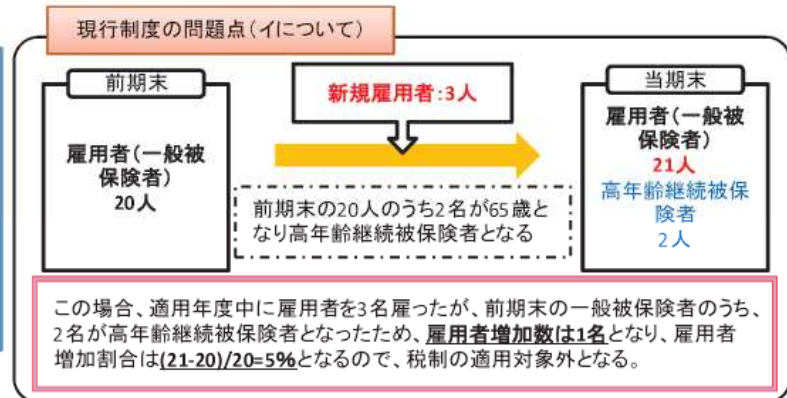 現行制度の問題点(イについて)
前期末
雇用者(一般被
保険者)
20人
新規雇用者:3人
前期末の20人のうち2名が65歳と
なり高年齢継続被保険者となる
当期末
雇用者(一般被
保険者)
21人
高年齢継続被保
険者
2人
この場合、適用年度中に雇用者を3名雇ったが、前期末の一般被保険者のうち、
2名が高年齢継続被保険者となったため、雇用者増加数は1名となり、雇用者
増加割合は(21-20)/20=5%となるので、税制の適用対象外となる。